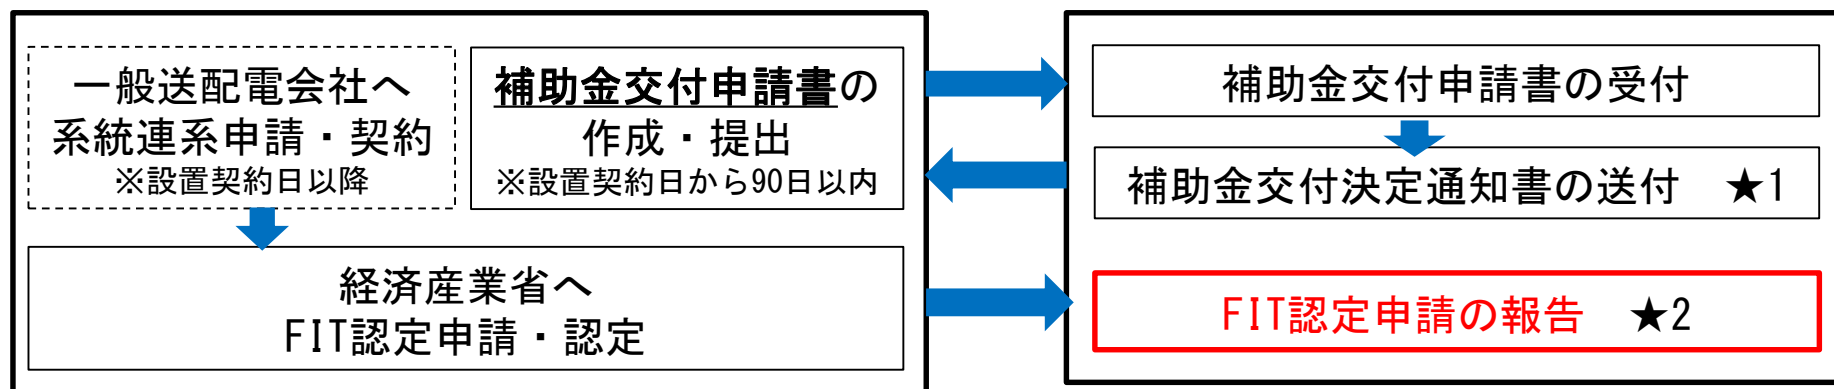 一般送配電会社へ
系統連系申請・契約
※設置契約日以降
補助金交付申請書の
作成・提出
※設置契約日から90日以内
経済産業省へ
FIT認定申請・認定
補助金交付申請書の受付
補助金交付決定通知書の送付 ★1
FIT認定申請の報告 ★2